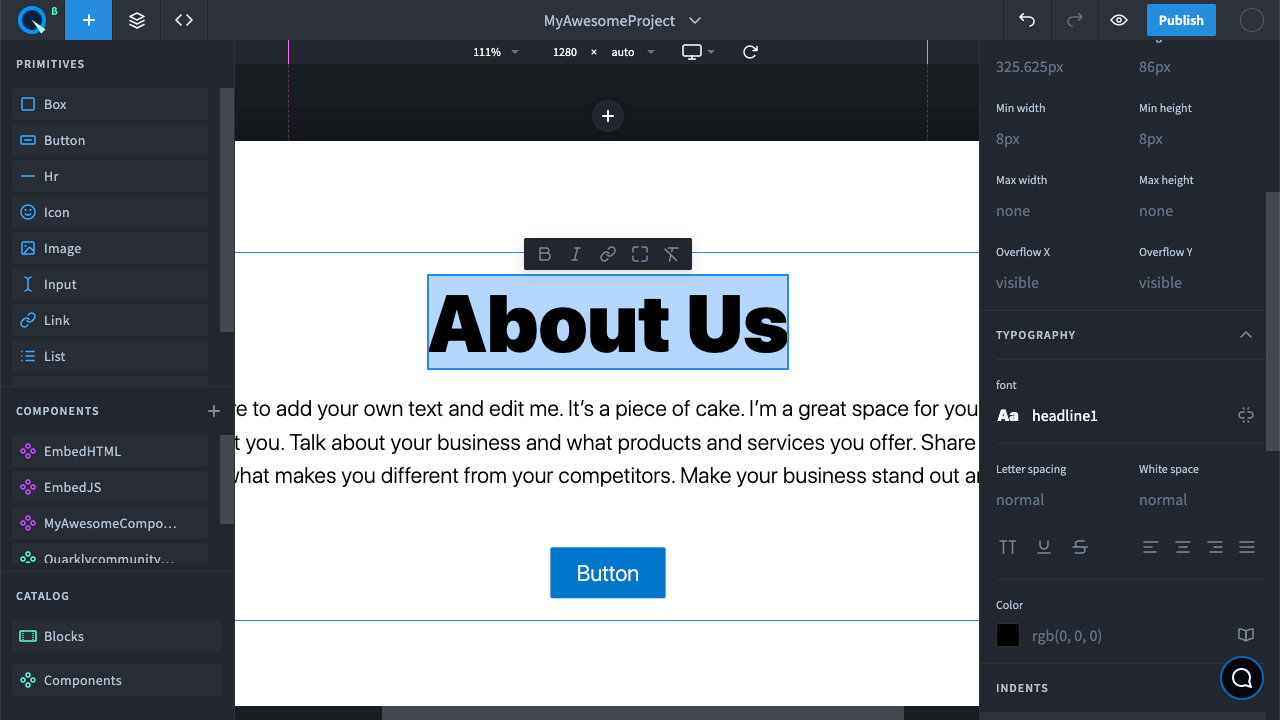 β
MyAwesomeProject
Publish
PRIMITIVES
Box
Button
Hr
Icon
Image
Input
Link
List
COMPONENTS
EmbedHTML
EmbedJS
MyAwesomeCompo...
Quarklycommunity...
CATALOG
Blocks
Components
111%
1280 × auto
B I
About Us
re to add your own text and edit me. It's a piece of cake. I'm a great space for you
t you. Talk about your business and what products and services you offer. Share
what makes you different from your competitors. Make your business stand out
Button
325.625px 86px
Min width Min height
8px 8px
Max width Max height
none none
Overflow X Overflow Y
visible visible
TYPOGRAPHY
font
Aa headline1
Letter spacing White space
normal normal
TT U S
Color
rgb(0, 0, 0)
INDENTS